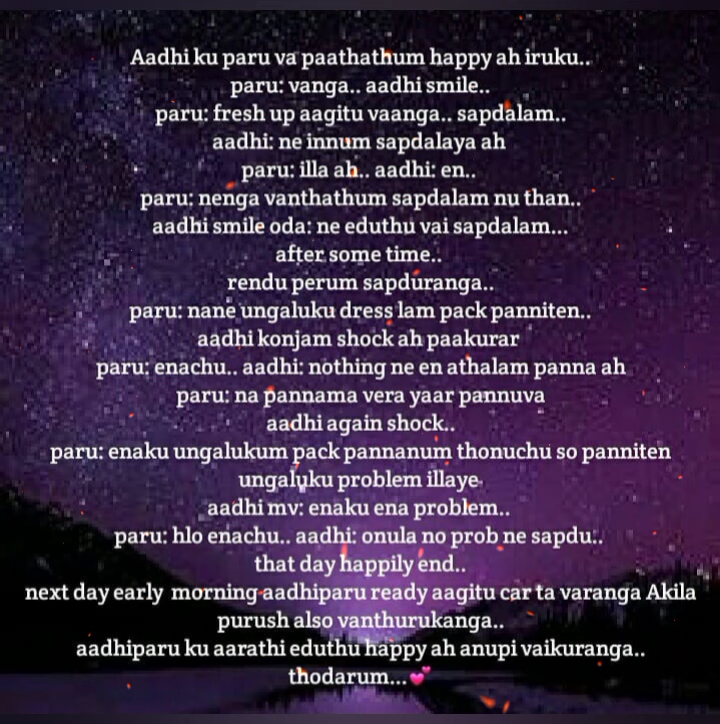 Aadhi ku paru va paathathum happy ah iruku..
paru: vanga.. aadhi smile..
paru: fresh up aagitu vaanga.. sapdalam..
aadhi: ne innum sapdalaya ah
paru: illa ah.. aadhi: en..
paru: nenga vanthathum sapdalam nu than..
aadhi smile oda: ne eduthu vai sapdalam...
after some time..
rendu perum sapduranga..
paru: nane ungaluku dress lam pack panniten..
aadhi konjam shock ah paakurar
paru: enachu.. aadhi: nothing ne en athalam panna ah
paru: na pannama vera yaar pannuva
aadhi again shock..
paru: enaku ungalukum pack pannanum thonuchu so panniten
ungaluku problem illaye
aadhi mv: enaku ena problem..
paru: hlo enachu.. aadhi: onula no prob ne sapdu..
that day happily end..
next day early morning aadhiparu ready aagitu car ta varanga Akila
purush also vanthurukanga..
aadhiparu ku aarathi eduthu happy ah anupi vaikuranga..
thodarum...💕